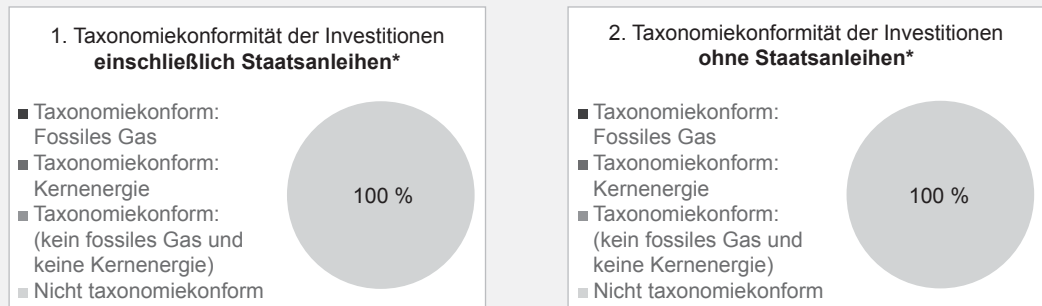 1. Taxonomiekonformität der Investitionen
einschließlich Staatsanleihen*
Taxonomiekonform:
Fossiles Gas
Taxonomiekonform:
Kernenergie
Taxonomiekonform:
(kein fossiles Gas und
keine Kernenergie)
Nicht taxonomiekonform
100 %
2. Taxonomiekonformität der Investitionen
ohne Staatsanleihen*
Taxonomiekonform:
Fossiles Gas
Taxonomiekonform:
Kernenergie
Taxonomiekonform:
(kein fossiles Gas und
keine Kernenergie)
Nicht taxonomiekonform
100 %